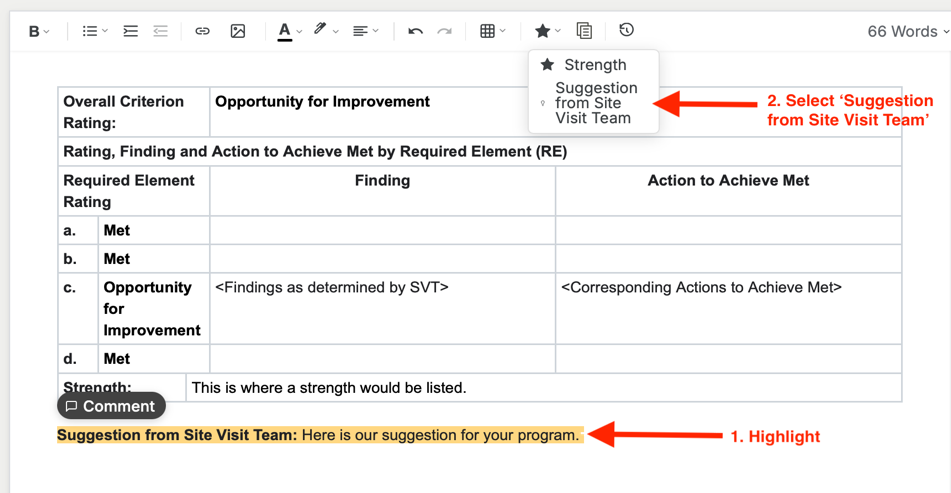 B A 66 Words
Strength
Suggestion
from Site
Visit Team
2. Select ‘Suggestion
from Site Visit Team’
Overall Criterion
Rating:
Opportunity for Improvement
Rating, Finding and Action to Achieve Met by Required Element (RE)
Required Element
Rating
Finding
Action to Achieve Met
a. Met
b. Met
c. Opportunity
for
Improvement
<Findings as determined by SVT>
<Corresponding Actions to Achieve Met>
d. Met
Strength: This is where a strength would be listed.
Comment
Suggestion from Site Visit Team: Here is our suggestion for your program.
1. Highlight